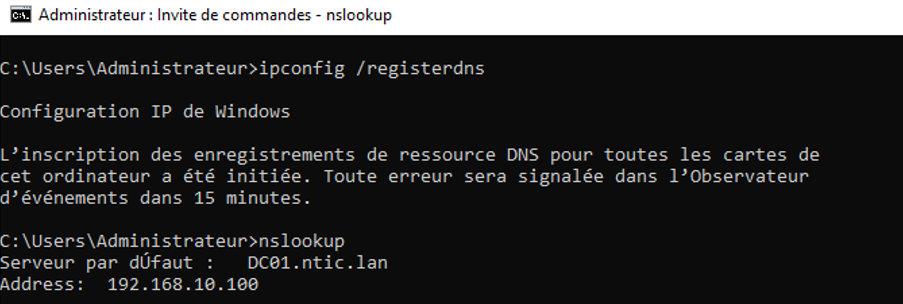 Administrateur : Invite de commandes - nslookup
C:\Users\Administrateur>ipconfig /registerdns
Configuration IP de Windows
L’inscription des enregistrements de ressource DNS pour toutes les cartes de
cet ordinateur a été initiée. Toute erreur sera signalée dans l’Observateur
d’événements dans 15 minutes.
C:\Users\Administrateur>nslookup
Serveur par dÚfaut :   DC01.ntic.lan
Address:  192.168.10.100